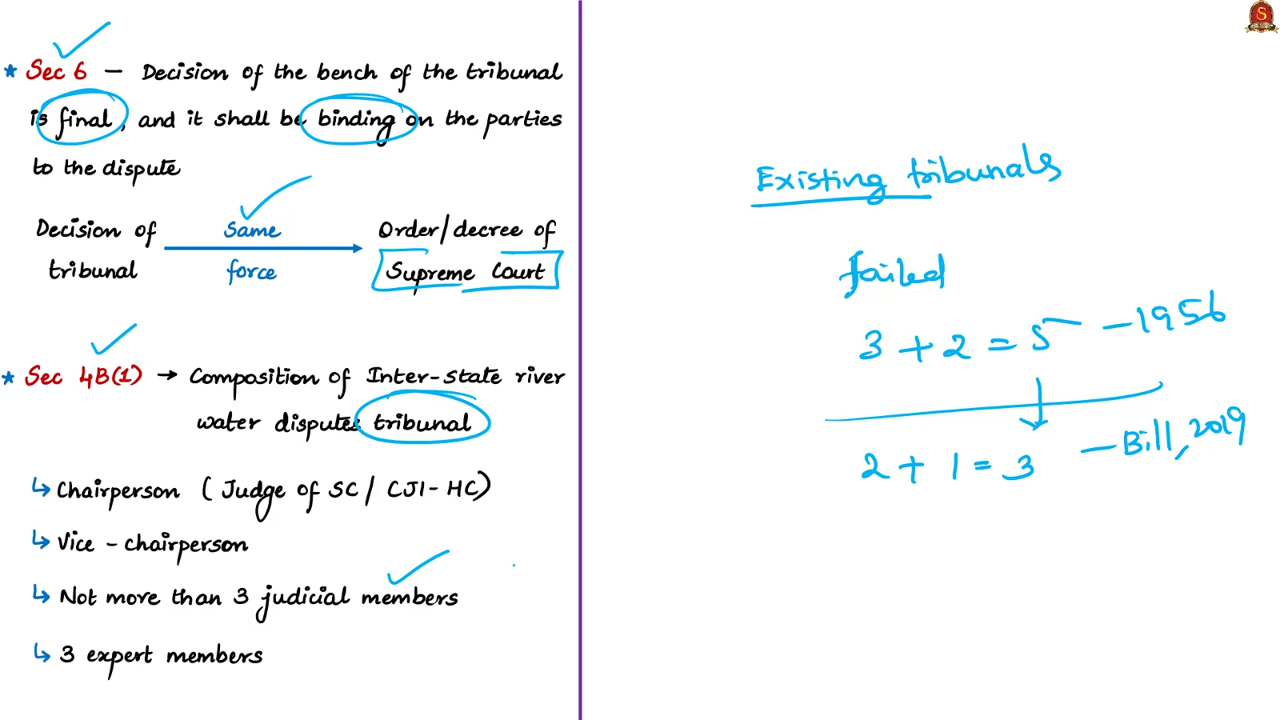 * Sec 6 – Decision of the bench of the tribunal
is final, and it shall be binding on the parties
to the dispute
Decision of
tribunal
Same
force
Order/decree of
Supreme Court
* Sec 4B(1) → Composition of Inter-state river
water disputes tribunal
↳ Chairperson (Judge of SC / CJI-HC)
↳ Vice-chairperson
↳ Not more than 3 judicial members
↳ 3 expert members
Existing tribunals
failed
3 + 2 = 5 – 1956
2 + 1 = 3 – Bill, 2019
S